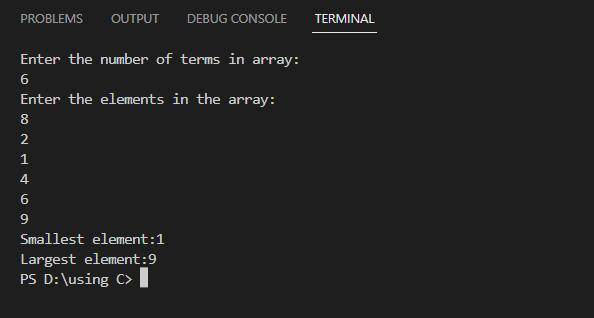 PROBLEMS OUTPUT DEBUG CONSOLE TERMINAL
Enter the number of terms in array:
6
Enter the elements in the array:
8
2
1
4
6
9
Smallest element:1
Largest element:9
PS D:\using C>